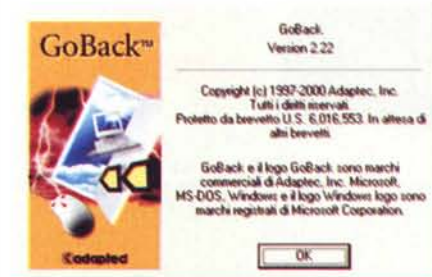 GoBack™
GoBack.
Version 2.22
Copyright (c) 1997-2000 Adaptec, Inc.
Tutti i diritti riservati.
Protetto da brevetto U.S. 6,016,553. In attesa di
altri brevetti.
GoBack e il logo GoBack sono marchi
commerciali di Adaptec, Inc. Microsoft,
MS-DOS, Windows e il logo Windows logo sono
marchi registrati di Microsoft Corporation.
OK
adapted